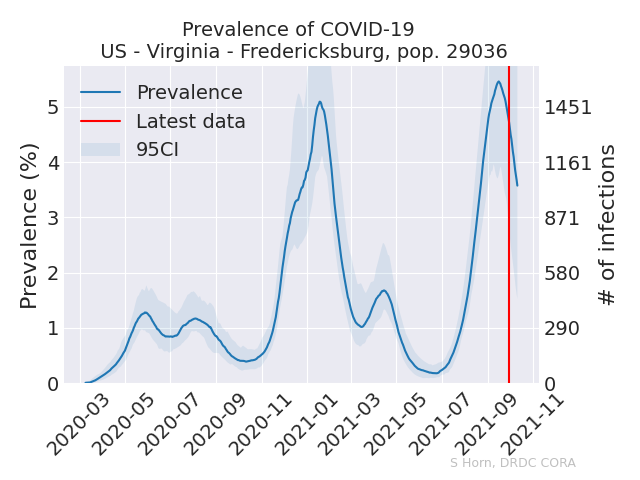 Prevalence of COVID-19
US - Virginia - Fredericksburg, pop. 29036
Prevalence
Latest data
95CI
Prevalence (%)
5
4
3
2
1
0
1451
1161
871
580
290
0
# of infections
2020-03
2020-05
2020-07
2020-09
2020-11
2021-01
2021-03
2021-05
2021-07
2021-09
2021-11
S Horn, DRDC CORA